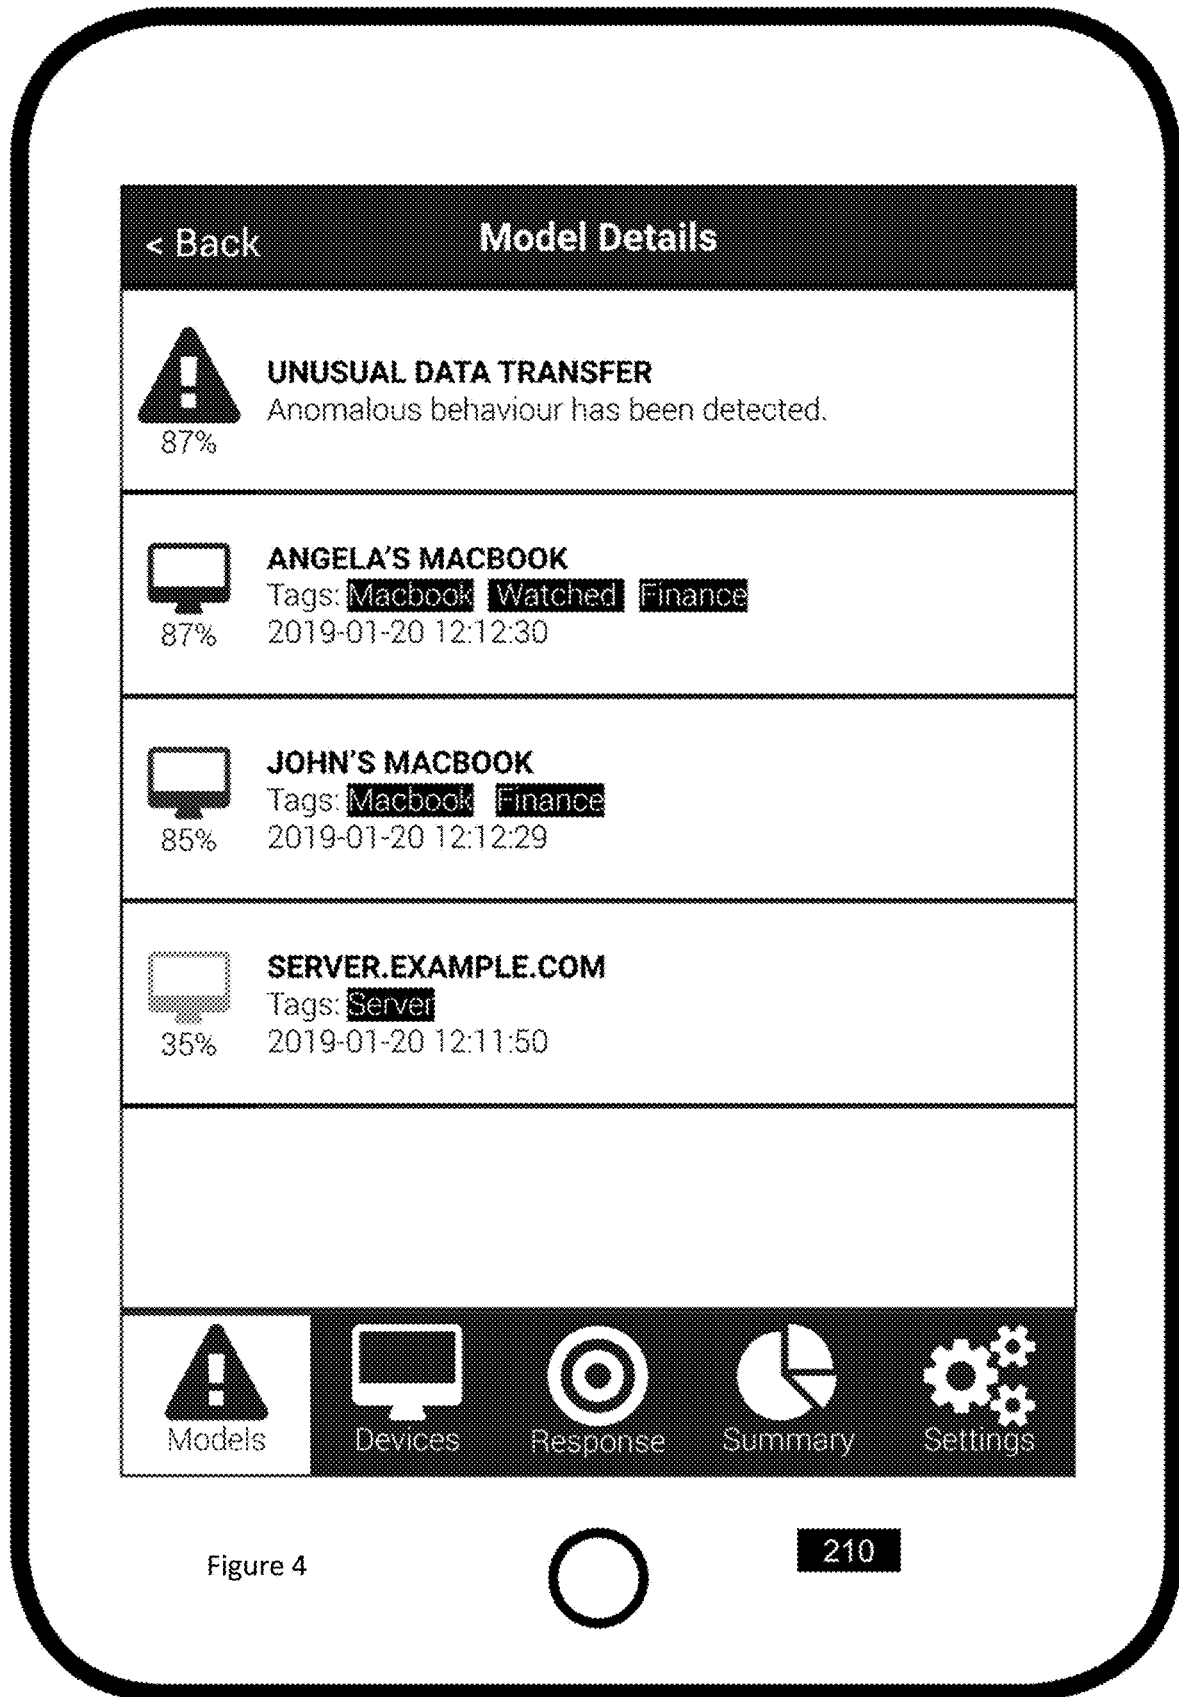 < Back
Model Details
UNUSUAL DATA TRANSFER
Anomalous behaviour has been detected.
87%
ANGELA'S MACBOOK
Tags: Macbook Watched Finance
2019-01-20 12:12:30
87%
JOHN'S MACBOOK
Tags: Macbook Finance
2019-01-20 12:12:29
85%
SERVER.EXAMPLE.COM
Tags: Server
2019-01-20 12:11:50
35%
Models
Devices
Response
Summary
Settings
Figure 4
210